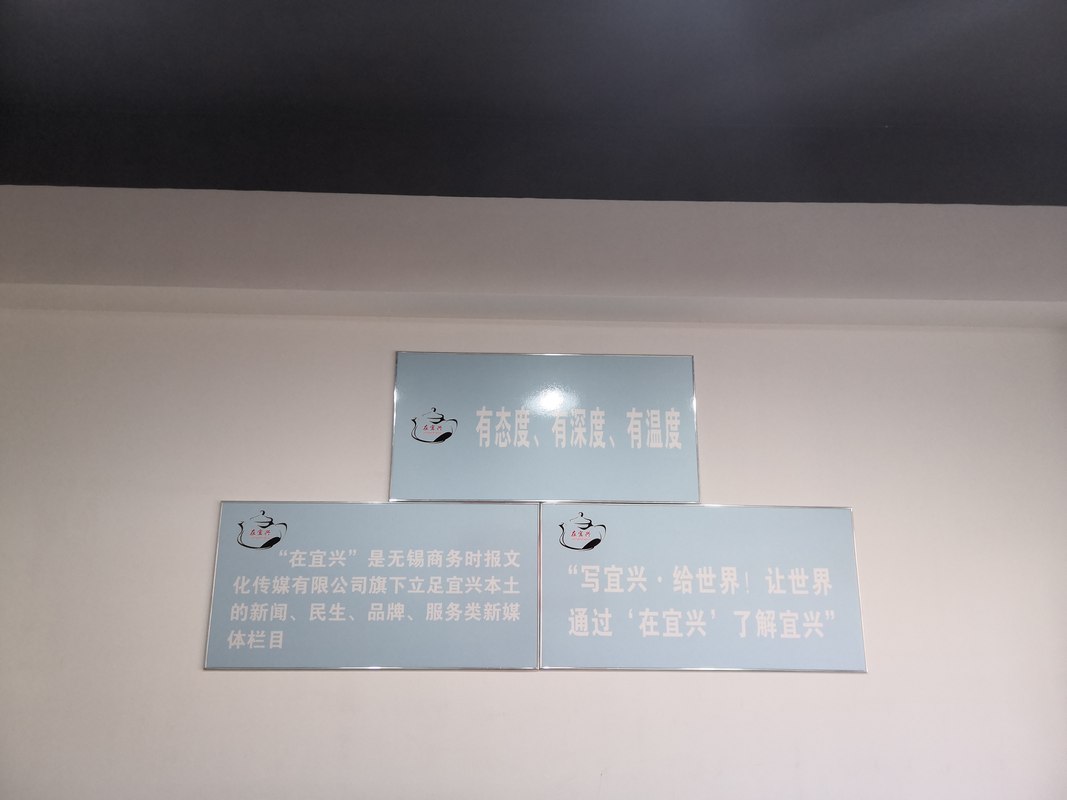 在宜兴
有态度、有深度、有温度
在宜兴
“在宜兴”是无锡商务时报文
化传媒有限公司旗下立足宜兴本土
的新闻、民生、品牌、服务类新媒
体栏目
在宜兴
“写宜兴·给世界！让世界
通过‘在宜兴’了解宜兴”